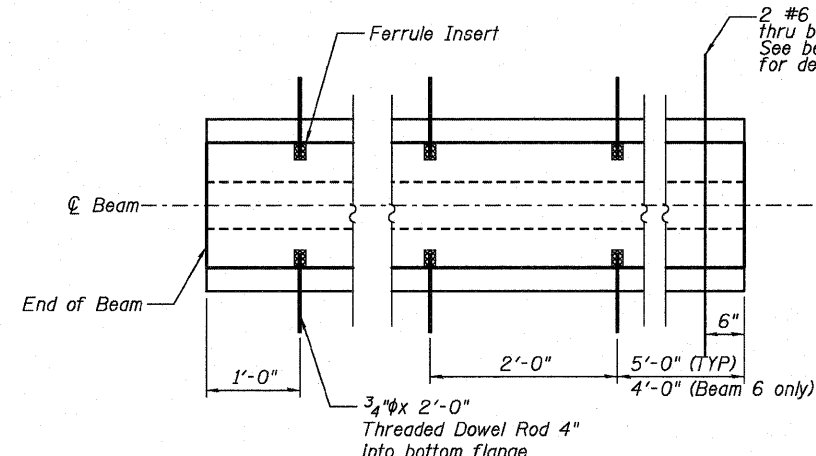 2 #6
thru b
See be
for de
Ferrule Insert
℄ Beam
End of Beam
6"
1'-0"
2'-0"
5'-0" (TYP)
4'-0" (Beam 6 only)
3/4"φx 2'-0"
Threaded Dowel Rod 4"
into bottom flange